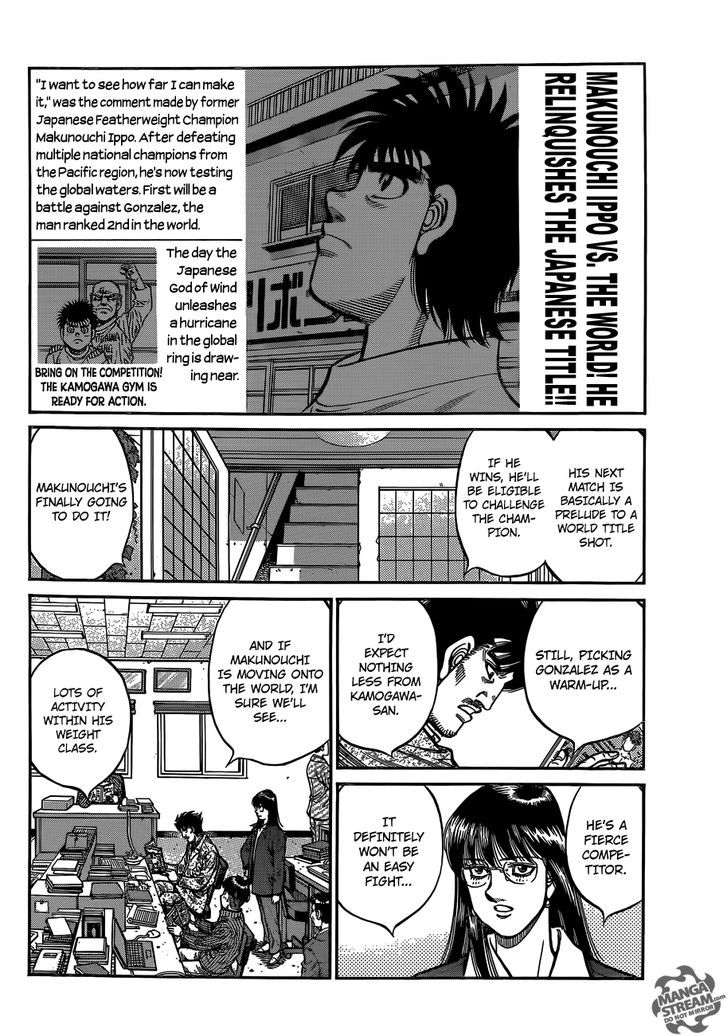 MAKUNOUCHI IPPO VS. THE WORLD! HE
RELINQUISHES THE JAPANESE TITLE!!
"I want to see how far I can make
it," was the comment made by former
Japanese Featherweight Champion
Makunouchi Ippo. After defeating
multiple national champions from
the Pacific region, he's now testing
the global waters. First will be a
battle against Gonzalez, the
man ranked 2nd in the world.
リボ
The day the
Japanese
God of Wind
unleashes
a hurricane
in the global
ring is draw-
ing near.
BRING ON THE COMPETITION!
THE KAMOGAWA GYM IS
READY FOR ACTION.
HIS NEXT
MATCH IS
BASICALLY A
PRELUDE TO A
WORLD TITLE
SHOT.
IF HE
WINS, HE'LL
BE ELIGIBLE
TO CHALLENGE
THE CHAM-
PION.
MAKUNOUCHI'S
FINALLY GOING
TO DO IT!
STILL, PICKING
GONZALEZ AS A
WARM-UP...
I'D
EXPECT
NOTHING
LESS FROM
KAMOGAWA-
SAN.
HE'S A
FIERCE
COMPE-
TITOR.
IT
DEFINITELY
WON'T BE
AN EASY
FIGHT...
AND IF
MAKUNOUCHI
IS MOVING ONTO
THE WORLD, I'M
SURE WE'LL
SEE...
LOTS OF
ACTIVITY
WITHIN HIS
WEIGHT
CLASS.
MANGA
STREAM.com
DO NOT MIRROR!